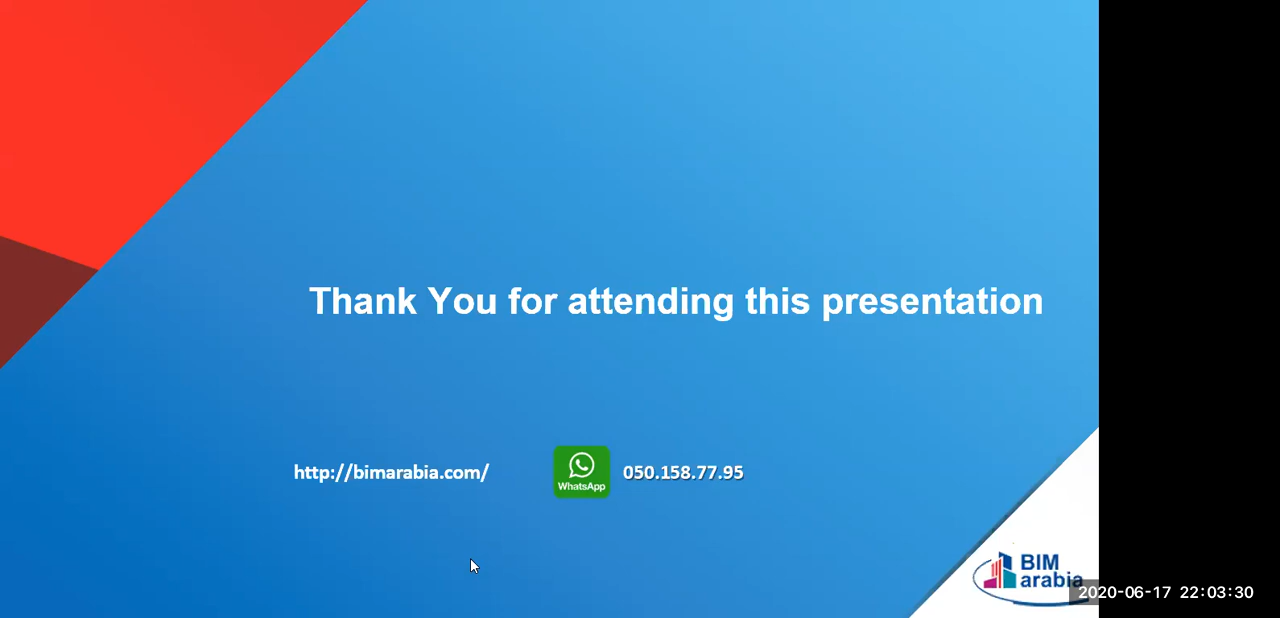 Thank You for attending this presentation
http://bimarabia.com/
WhatsApp
050.158.77.95
BIM
arabia
2020-06-17 22:03:30